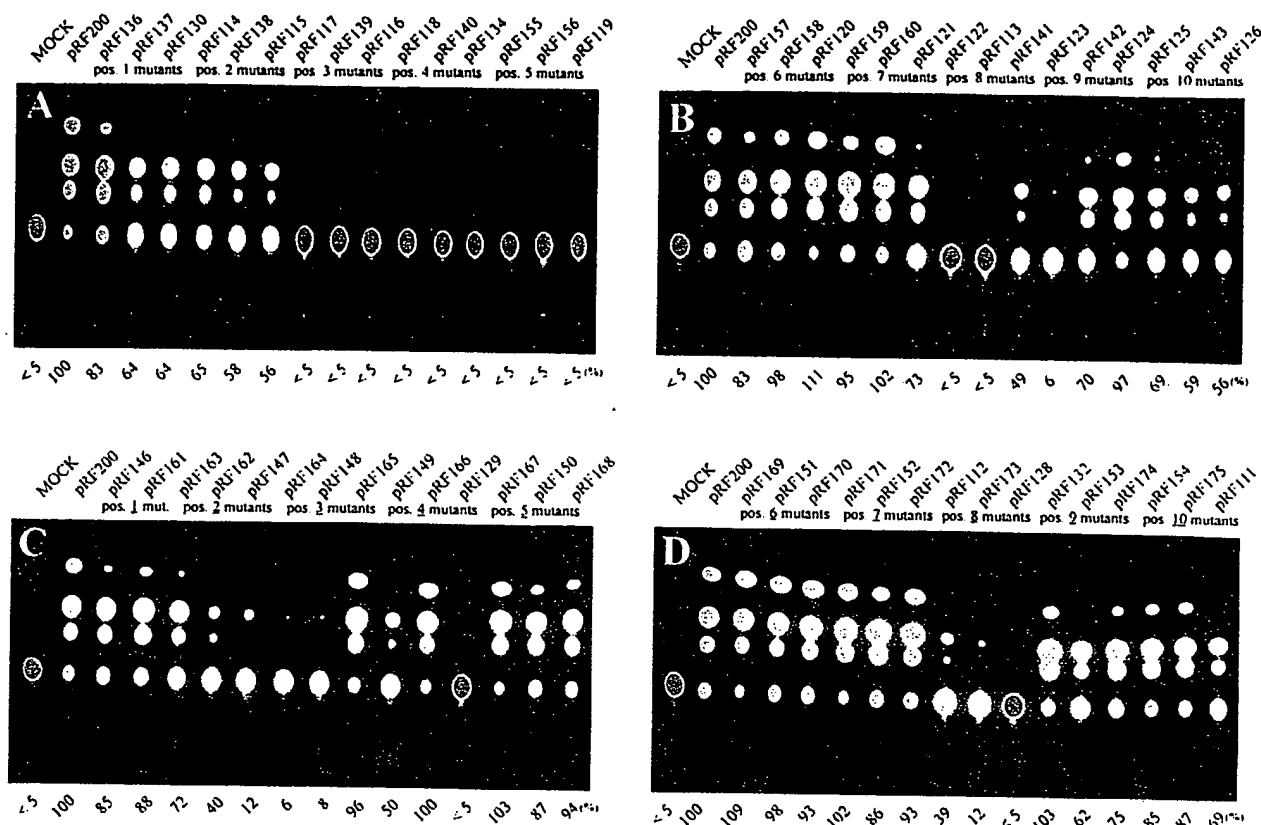 MOCK pRF200 pRF136 pRF137 pRF130 pRF114 pRF138 pRF115 pRF117 pRF139 pRF116 pRF118 pRF140 pRF134 pRF155 pRF156 pRF119
pos. 1 mutants pos. 2 mutants pos 3 mutants pos. 4 mutants pos. 5 mutants
A
<5 100 83 64 64 65 58 56 <5 <5 <5 <5 <5 <5 <5 <5 <5 (%)
MOCK pRF200 pRF157 pRF158 pRF120 pRF159 pRF160 pRF121 pRF122 pRF113 pRF141 pRF123 pRF142 pRF124 pRF125 pRF143 pRF126
pos. 6 mutants pos. 7 mutants pos 8 mutants pos. 9 mutants pos 10 mutants
B
<5 100 83 98 111 95 102 73 <5 <5 49 6 70 97 69 59 56 (%)
MOCK pRF200 pRF146 pRF161 pRF163 pRF162 pRF147 pRF164 pRF148 pRF165 pRF149 pRF166 pRF129 pRF167 pRF150 pRF168
pos. 1 mut. pos. 2 mutants pos. 3 mutants pos. 4 mutants pos. 5 mutants
C
<5 100 85 88 72 40 12 6 8 96 50 100 <5 103 87 94 (%)
MOCK pRF200 pRF169 pRF151 pRF170 pRF171 pRF152 pRF172 pRF112 pRF173 pRF128 pRF132 pRF153 pRF174 pRF154 pRF175 pRF111
pos. 6 mutants pos. 7 mutants pos. 8 mutants pos. 9 mutants pos 10 mutants
D
<5 100 109 98 93 102 86 93 39 12 <5 103 62 75 85 87 69 (%)